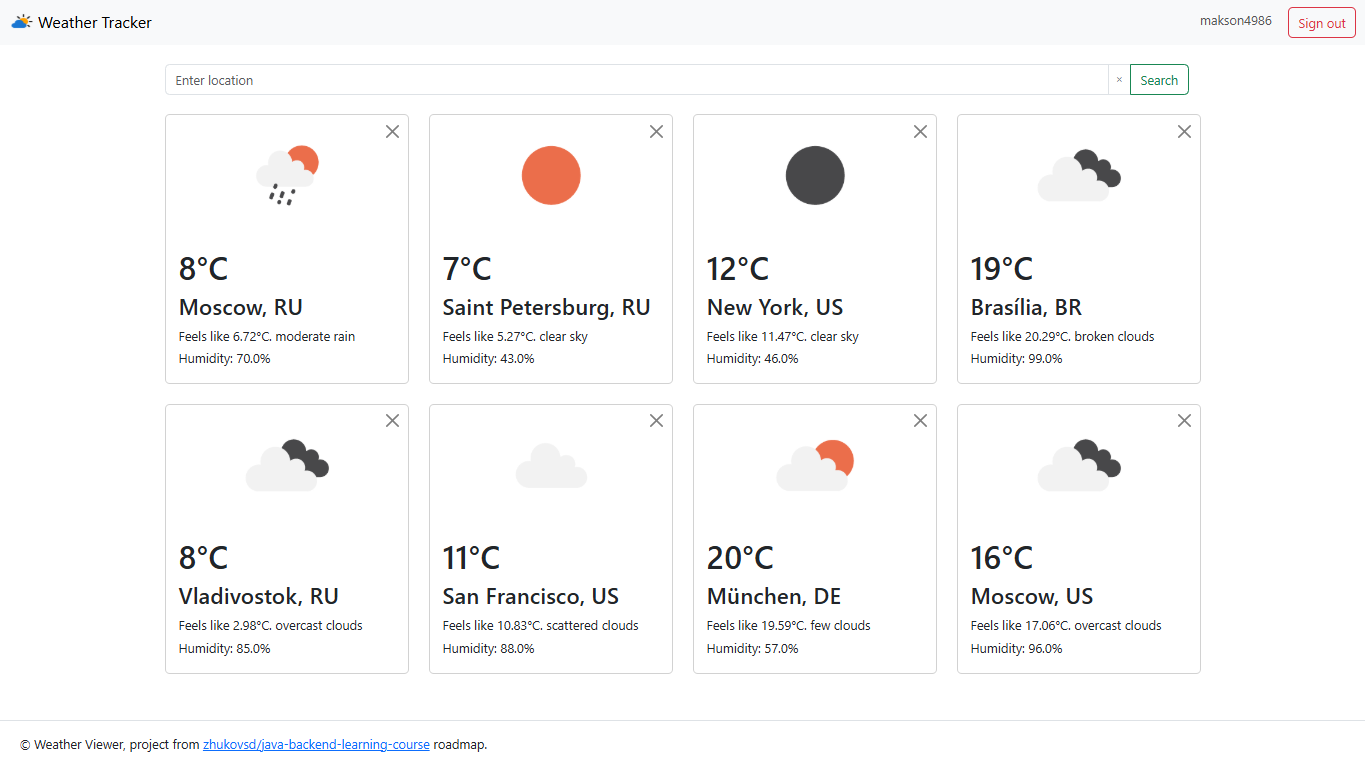 Weather Tracker
makson4986
Sign out
Enter location
×
Search
8°C
Moscow, RU
Feels like 6.72°C. moderate rain
Humidity: 70.0%
7°C
Saint Petersburg, RU
Feels like 5.27°C. clear sky
Humidity: 43.0%
12°C
New York, US
Feels like 11.47°C. clear sky
Humidity: 46.0%
19°C
Brasília, BR
Feels like 20.29°C. broken clouds
Humidity: 99.0%
8°C
Vladivostok, RU
Feels like 2.98°C. overcast clouds
Humidity: 85.0%
11°C
San Francisco, US
Feels like 10.83°C. scattered clouds
Humidity: 88.0%
20°C
München, DE
Feels like 19.59°C. few clouds
Humidity: 57.0%
16°C
Moscow, US
Feels like 17.06°C. overcast clouds
Humidity: 96.0%
© Weather Viewer, project from zhukovsd/java-backend-learning-course roadmap.